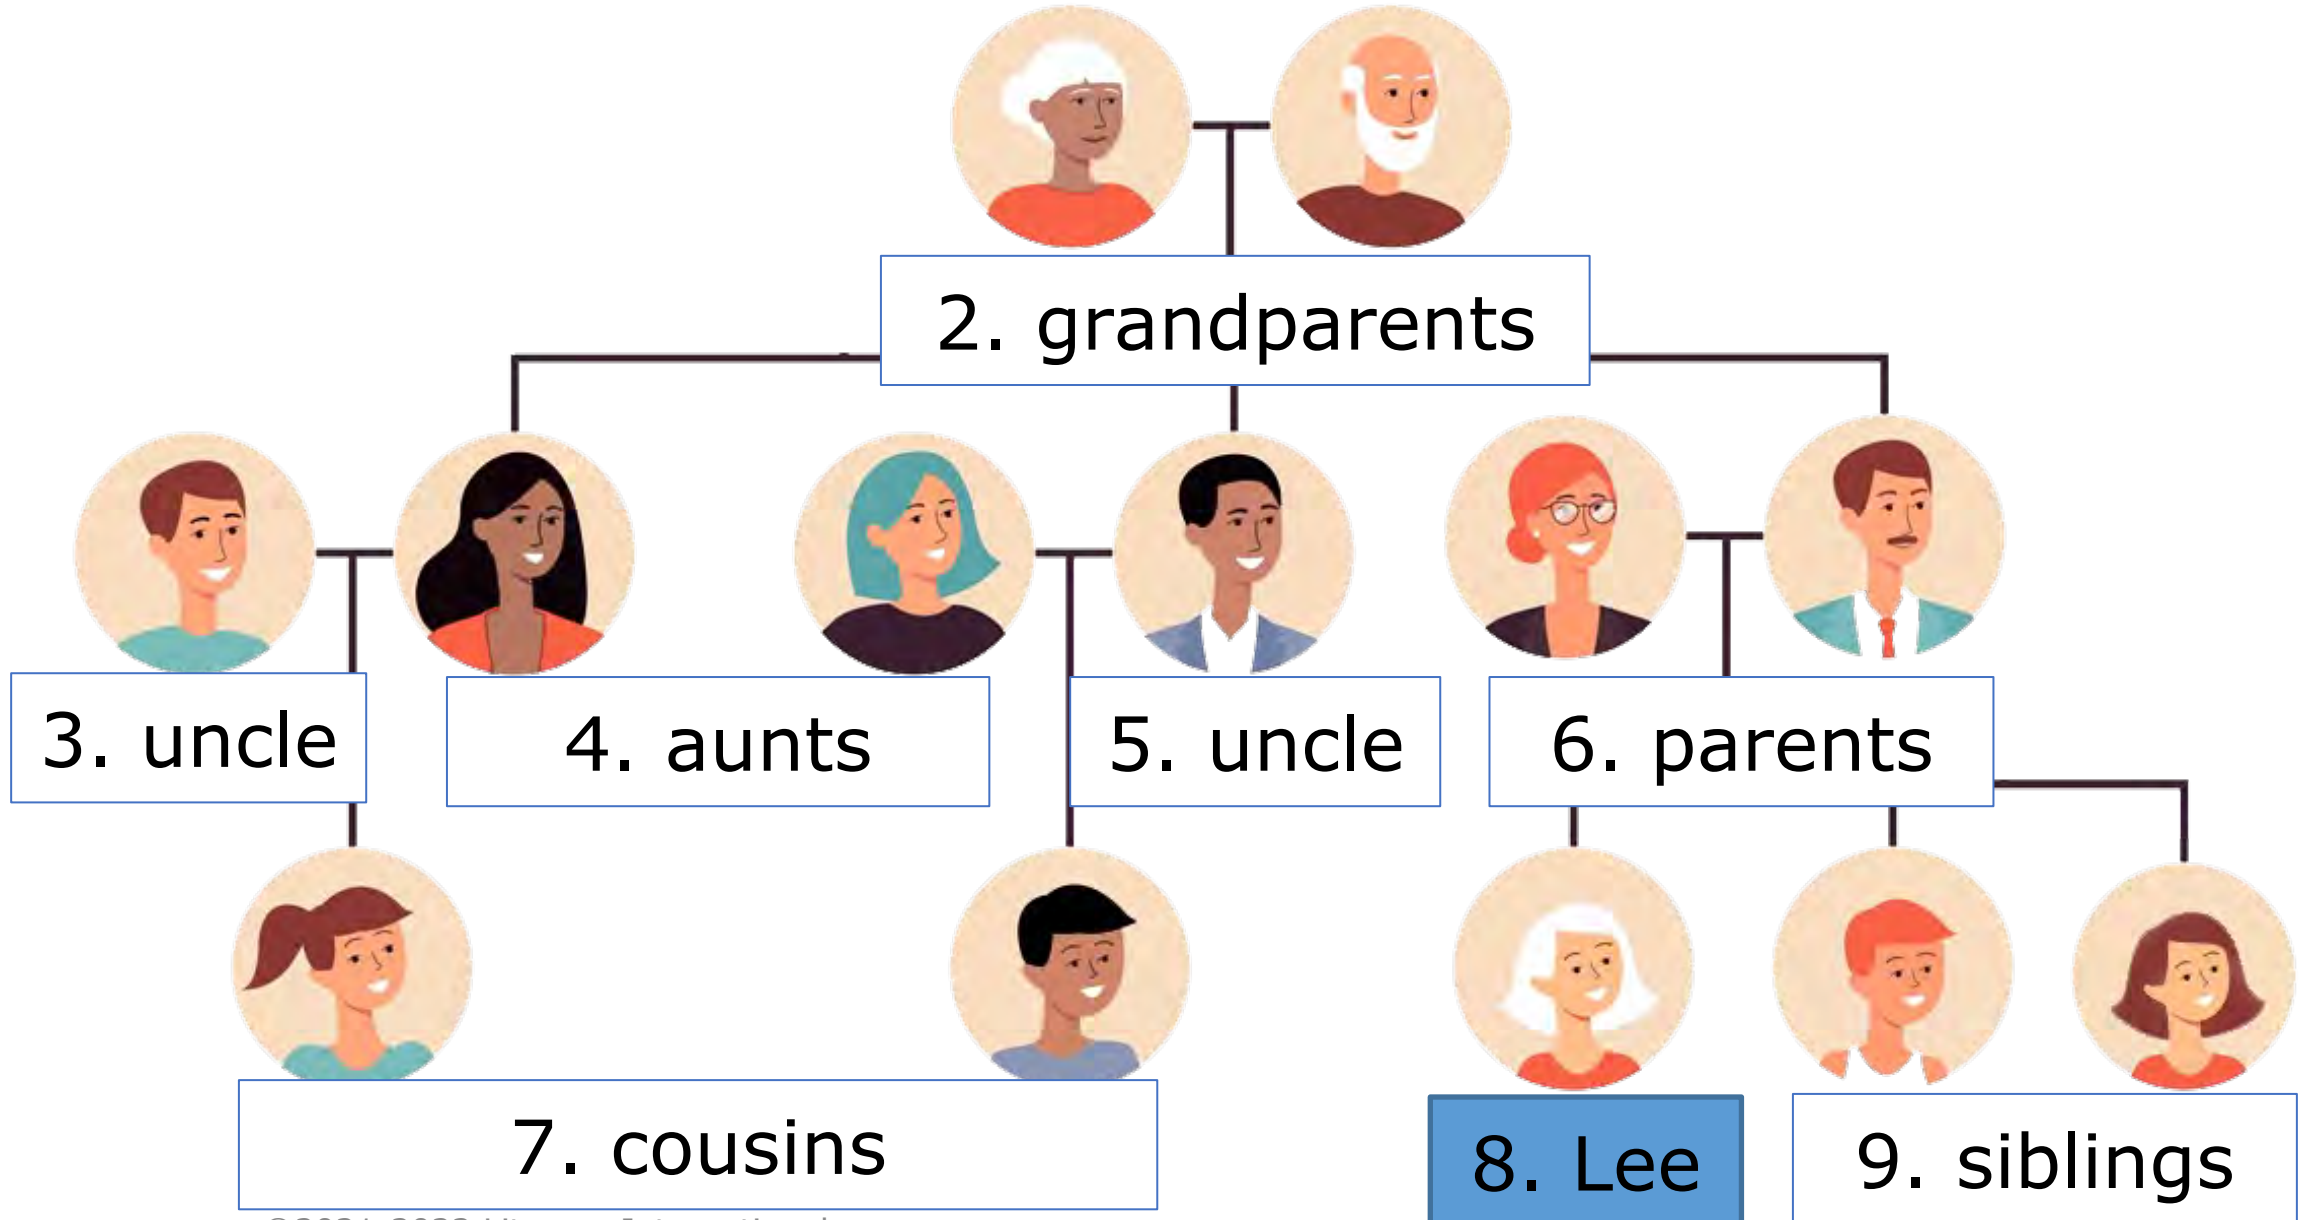 2. grandparents
3. uncle
4. aunts
5. uncle
6. parents
7. cousins
8. Lee
9. siblings